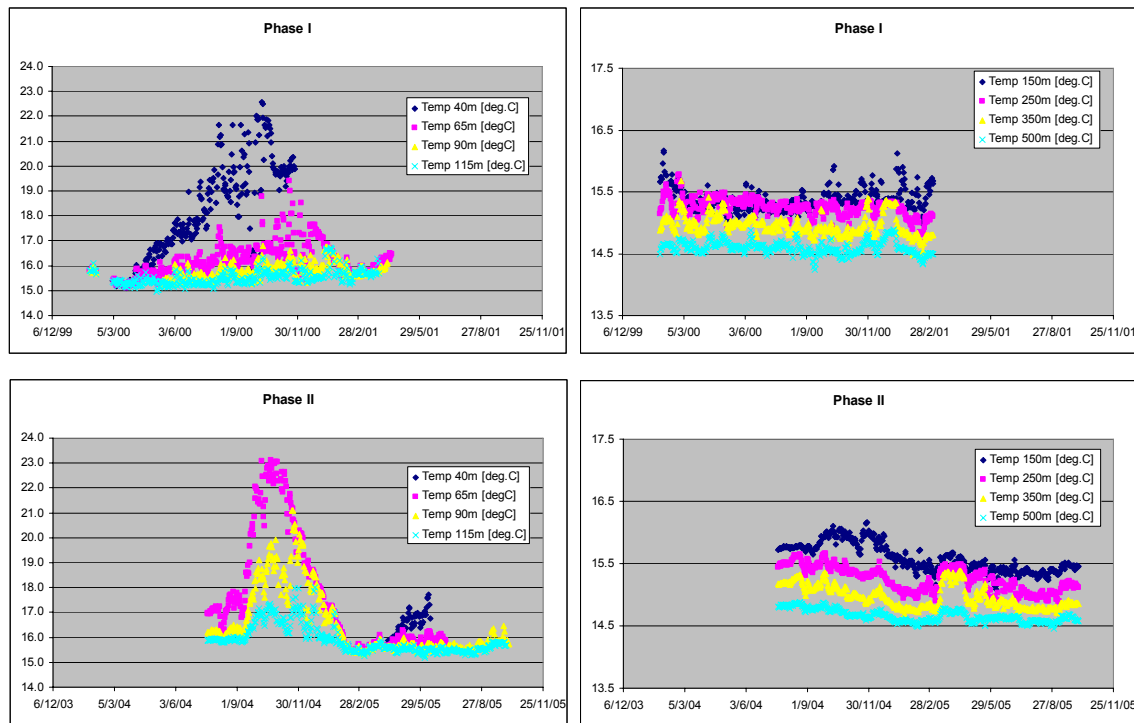 Phase I
24.0
23.0
22.0
21.0
20.0
19.0
18.0
17.0
16.0
15.0
14.0
6/12/99 5/3/00 3/6/00 1/9/00 30/11/00 28/2/01 29/5/01 27/8/01 25/11/01
Temp 40m [deg.C]
Temp 65m [degC]
Temp 90m [degC]
Temp 115m [deg.C]
Phase I
17.5
16.5
15.5
14.5
13.5
6/12/99 5/3/00 3/6/00 1/9/00 30/11/00 28/2/01 29/5/01 27/8/01 25/11/01
Temp 150m [deg.C]
Temp 250m [deg.C]
Temp 350m [deg.C]
Temp 500m [deg.C]
Phase II
24.0
23.0
22.0
21.0
20.0
19.0
18.0
17.0
16.0
15.0
14.0
6/12/03 5/3/04 3/6/04 1/9/04 30/11/04 28/2/05 29/5/05 27/8/05 25/11/05
Temp 40m [deg.C]
Temp 65m [degC]
Temp 90m [degC]
Temp 115m [deg.C]
Phase II
17.5
16.5
15.5
14.5
13.5
6/12/03 5/3/04 3/6/04 1/9/04 30/11/04 28/2/05 29/5/05 27/8/05 25/11/05
Temp 150m [deg.C]
Temp 250m [deg.C]
Temp 350m [deg.C]
Temp 500m [deg.C]